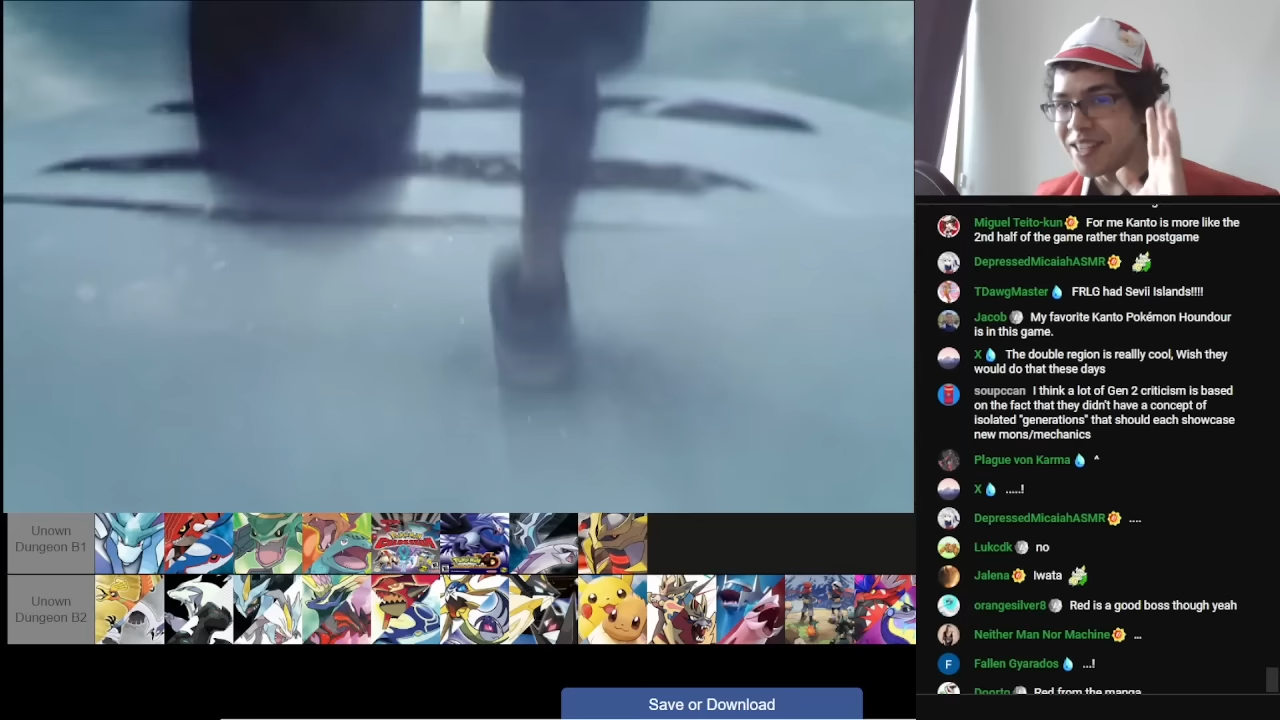 Miguel Teito-kun For me Kanto is more like the
2nd half of the game rather than postgame
DepressedMicaiahASMR
TDawgMaster FRLG had Sevii Islands!!!!
Jacob My favorite Kanto Pokémon Houndour
is in this game.
X The double region is reallly cool, Wish they
would do that these days
soupccan I think a lot of Gen 2 criticism is based
on the fact that they didn't have a concept of
isolated "generations" that should each showcase
new mons/mechanics
Plague von Karma ^
X .....!
DepressedMicaiahASMR ....
Lukcdk no
Jalena Iwata
orangesilver8 Red is a good boss though yeah
Neither Man Nor Machine ...
F Fallen Gyarados ...!
Doorto Red from the manga
Unown
Dungeon B1
Unown
Dungeon B2
Save or Download